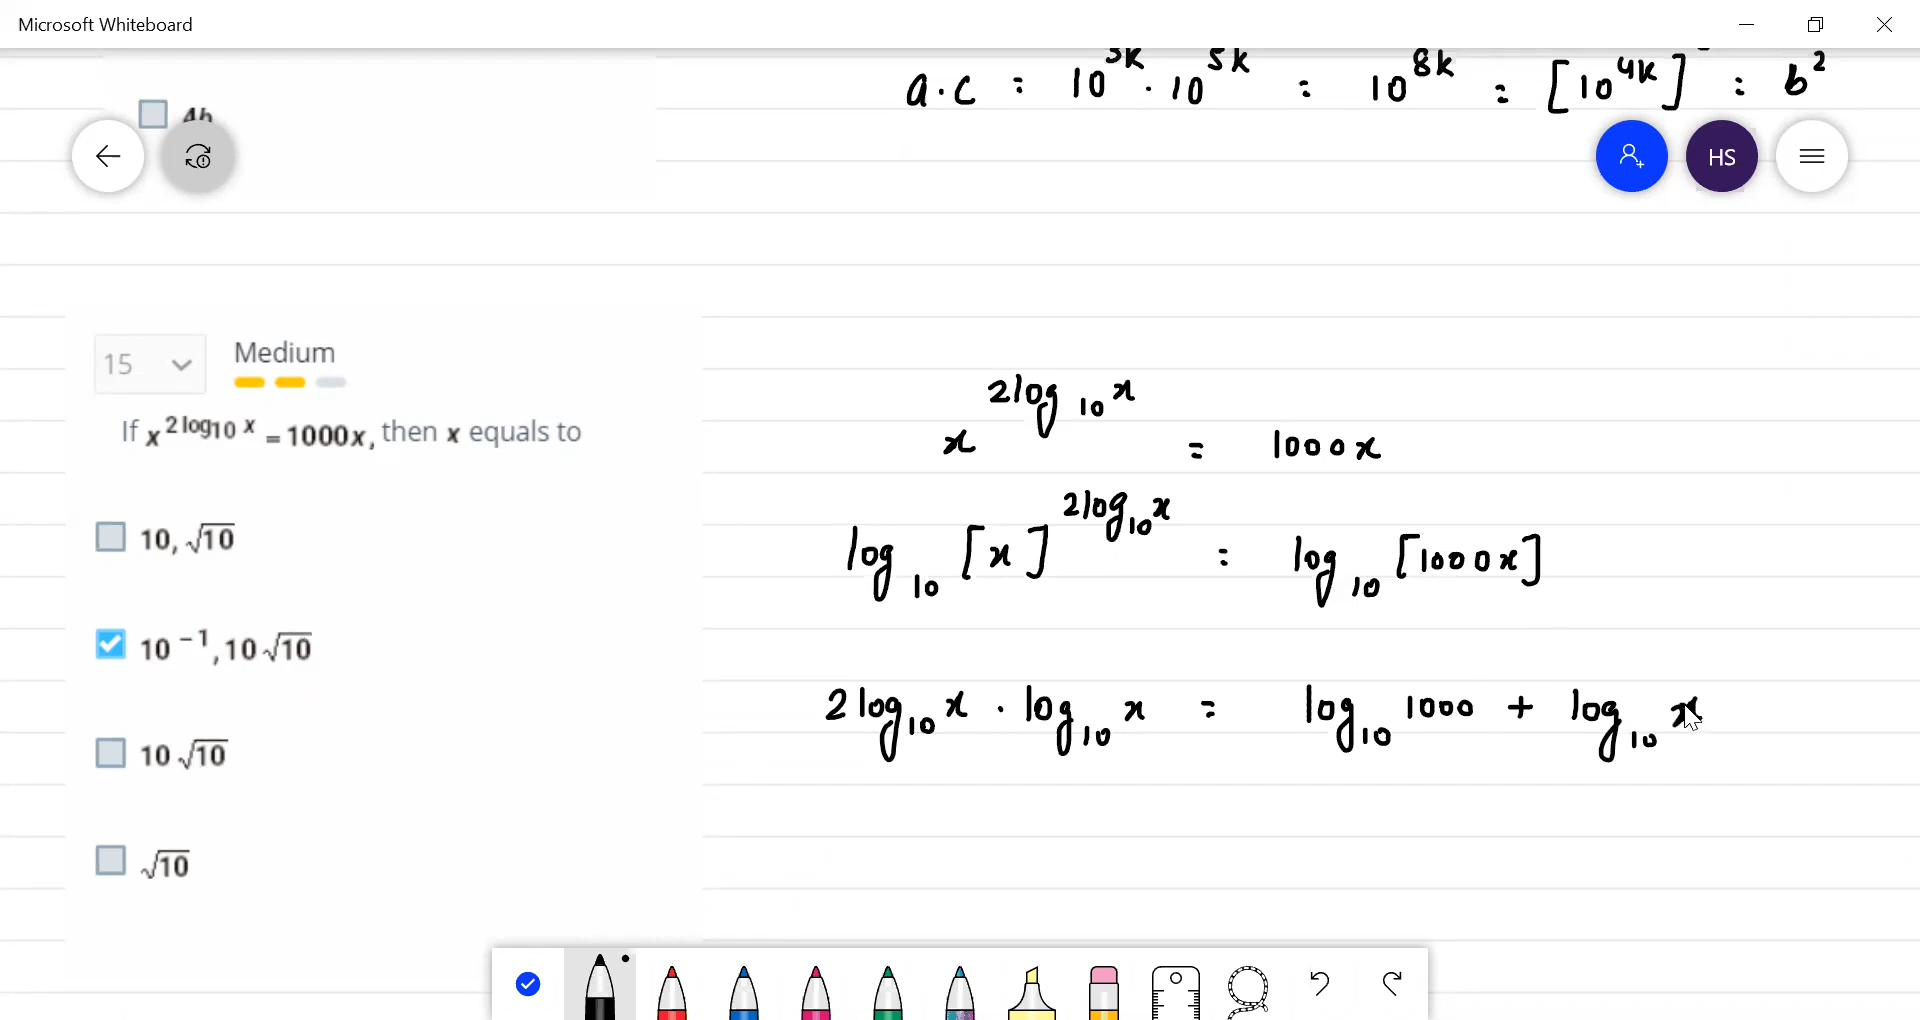 Microsoft Whiteboard
a.c = 10^3k . 10^5k = 10^8k = [10^4k] = b^2
4b
HS
15 Medium
If x^2log10 x = 1000x, then x equals to
10, √10
10^-1, 10√10
10√10
√10
x^2log10 x = 1000x
log10 [x]^2log10 x = log10 [1000x]
2log10 x . log10 x = log10 1000 + log10 x